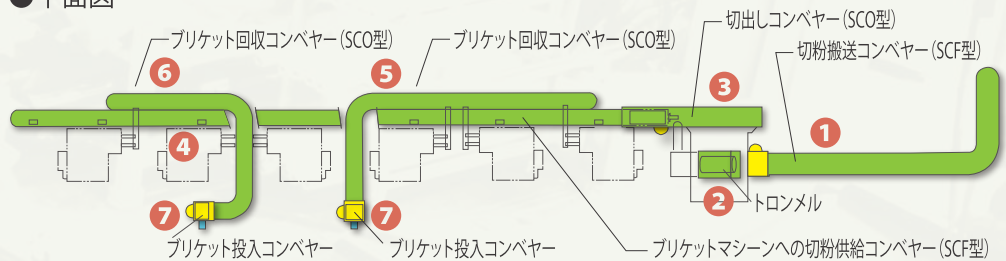 ●平面図
切出しコンベヤー(SCO型)
ブリケット回収コンベヤー(SCO型)
ブリケット回収コンベヤー(SCO型)
切粉搬送コンベヤー(SCF型)
6
5
3
1
4
2
トロンメル
7
7
ブリケット投入コンベヤー
ブリケット投入コンベヤー
ブリケットマシーンへの切粉供給コンベヤー(SCF型)